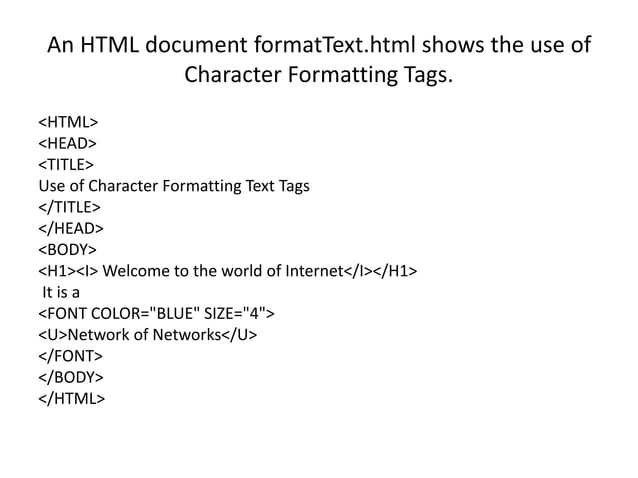 An HTML document formatText.html shows the use of
Character Formatting Tags.
<HTML>
<HEAD>
<TITLE>
Use of Character Formatting Text Tags
</TITLE>
</HEAD>
<BODY>
<H1><I> Welcome to the world of Internet</I></H1>
It is a
<FONT COLOR="BLUE" SIZE="4">
<U>Network of Networks</U>
</FONT>
</BODY>
</HTML>